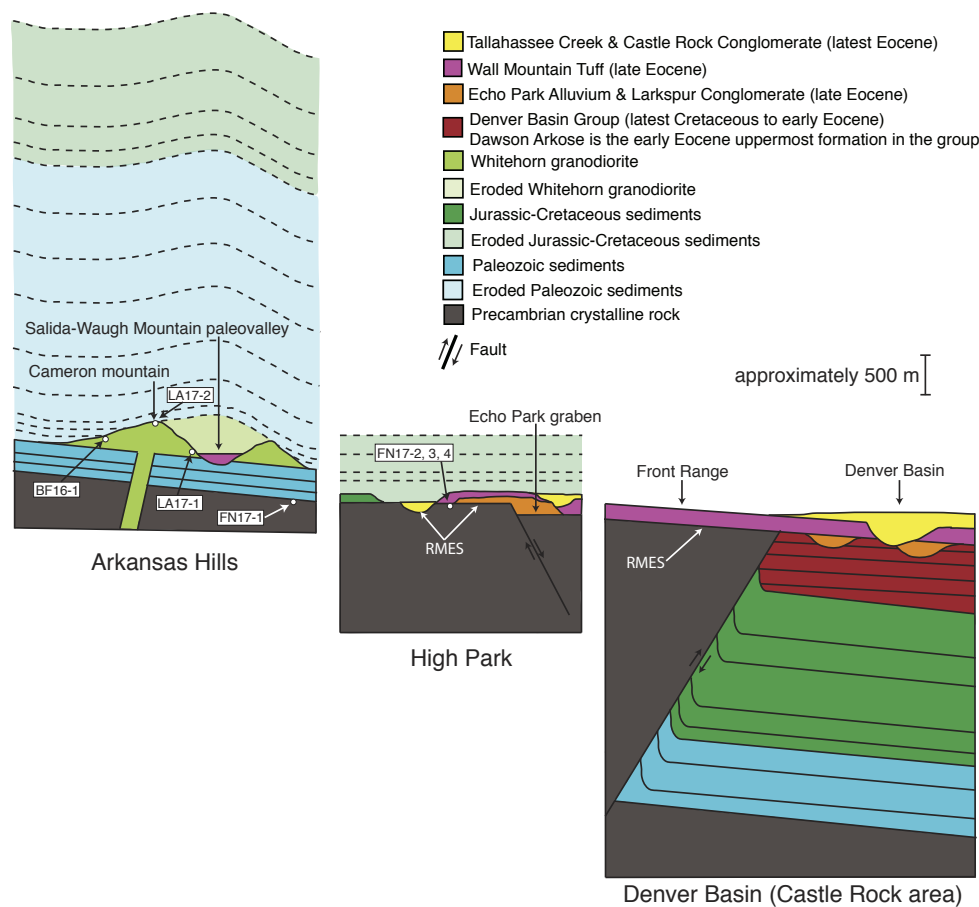 Tallahassee Creek & Castle Rock Conglomerate (latest Eocene)
Wall Mountain Tuff (late Eocene)
Echo Park Alluvium & Larkspur Conglomerate (late Eocene)
Denver Basin Group (latest Cretaceous to early Eocene)
Dawson Arkose is the early Eocene uppermost formation in the group
Whitehorn granodiorite
Eroded Whitehorn granodiorite
Jurassic-Cretaceous sediments
Eroded Jurassic-Cretaceous sediments
Paleozoic sediments
Eroded Paleozoic sediments
Precambrian crystalline rock
Fault
approximately 500 m
Salida-Waugh Mountain paleovalley
Cameron mountain
LA17-2
BF16-1
LA17-1
FN17-1
Arkansas Hills
Echo Park graben
FN17-2, 3, 4
RMES
High Park
Front Range
Denver Basin
RMES
Denver Basin (Castle Rock area)